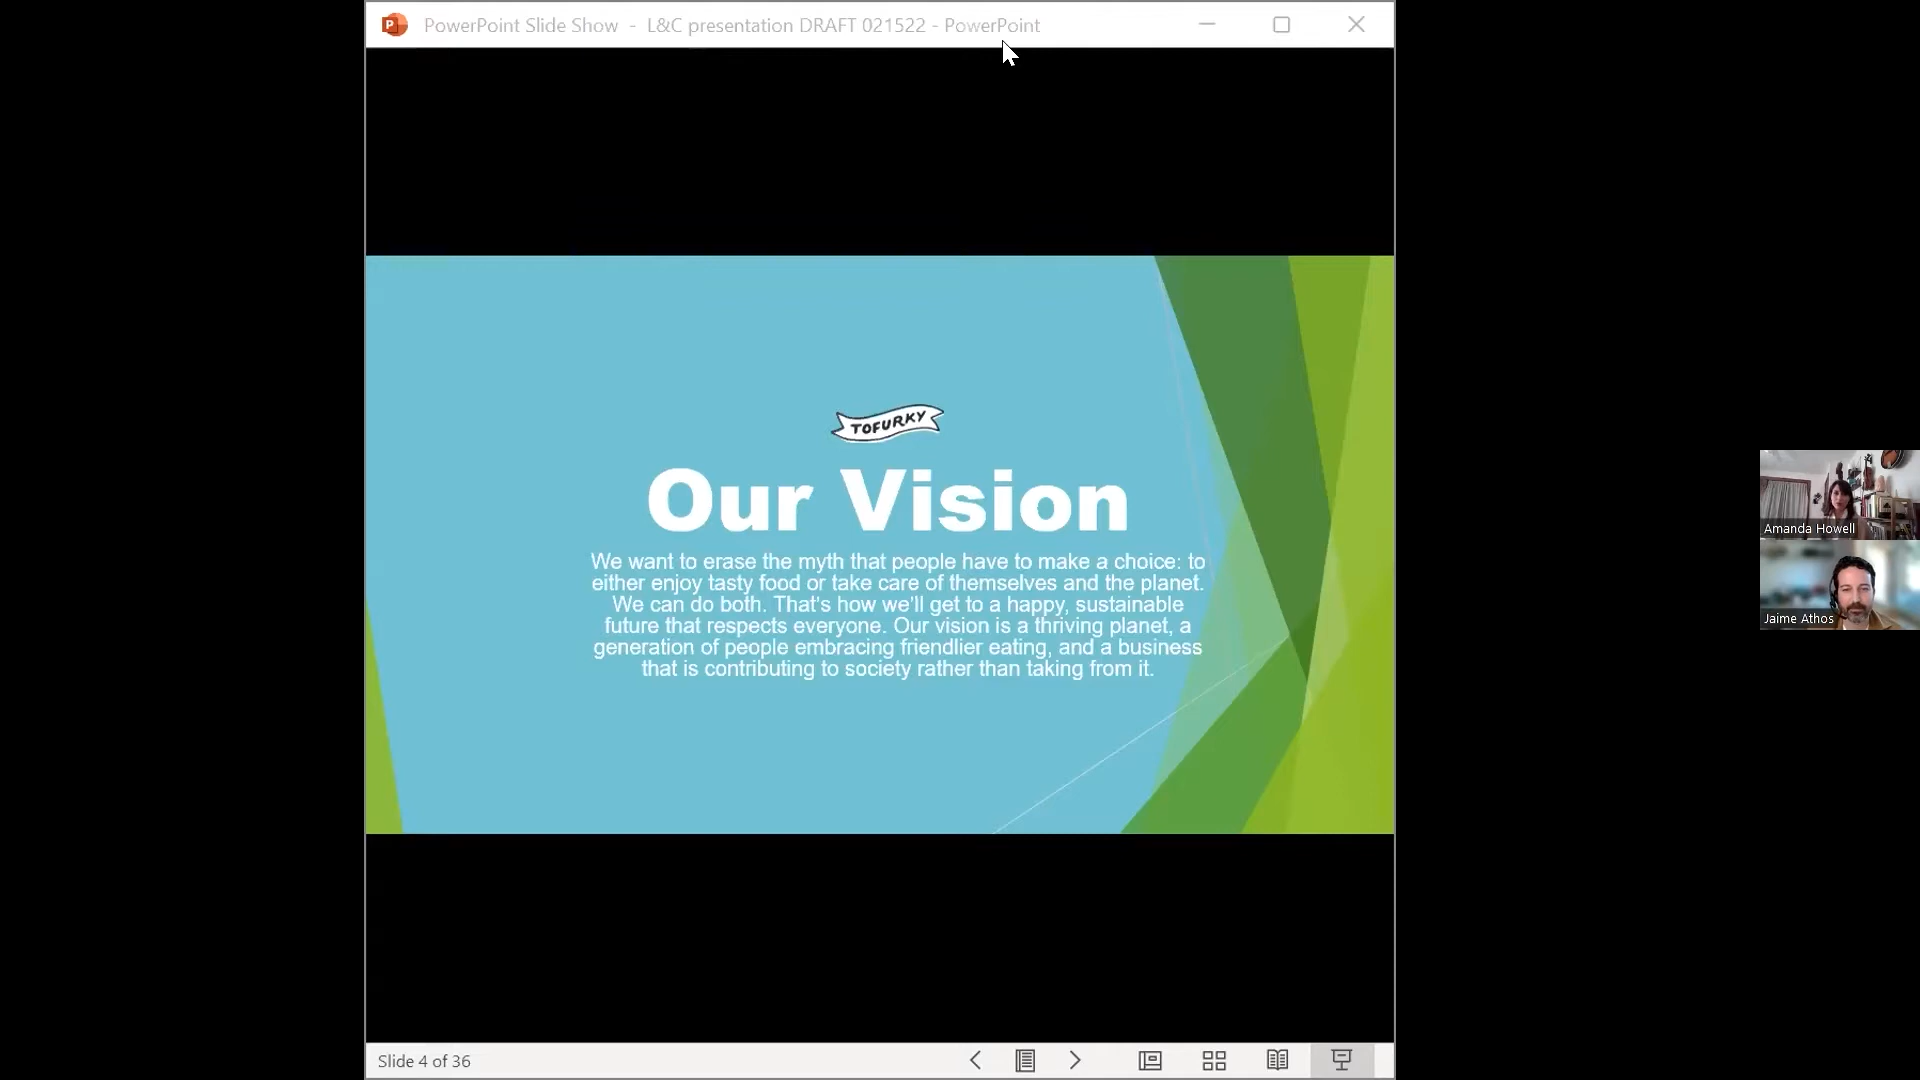 PowerPoint Slide Show - L&C presentation DRAFT 021522 - PowerPoint
TOFURKY
Our Vision
We want to erase the myth that people have to make a choice: to
either enjoy tasty food or take care of themselves and the planet.
We can do both. That's how we'll get to a happy, sustainable
future that respects everyone. Our vision is a thriving planet, a
generation of people embracing friendlier eating, and a business
that is contributing to society rather than taking from it.
Amanda Howell
Jaime Athos
Slide 4 of 36